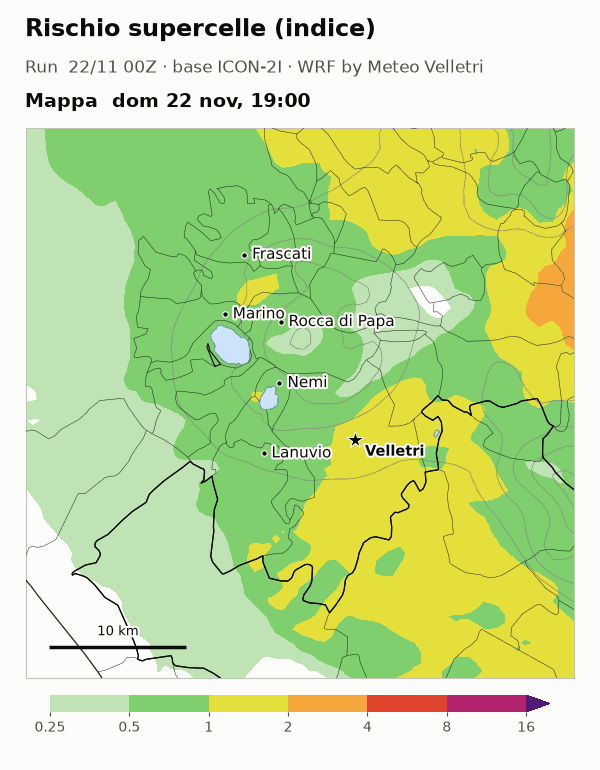 Rischio supercelle (indice)
Run  22/11 00Z · base ICON-2I · WRF by Meteo Velletri
Mappa  dom 22 nov, 19:00
Frascati
Marino
Rocca di Papa
Nemi
Lanuvio
Velletri
10 km
0.25 0.5 1 2 4 8 16